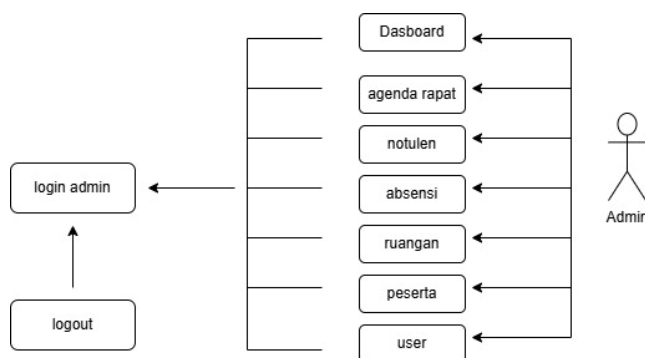 Dasboard
agenda rapat
notulen
login admin
absensi
Admin
ruangan
peserta
logout
user